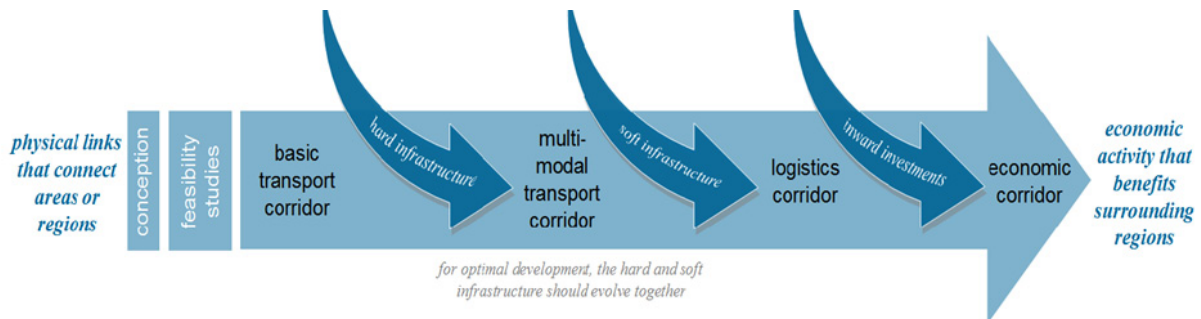 physical links
that connect
areas or
regions
conception
feasibility
studies
basic
transport
corridor
hard infrastructure
multi-
modal
transport
corridor
soft infrastructure
logistics
corridor
inward investments
economic
corridor
economic
activity that
benefits
surrounding
regions
for optimal development, the hard and soft
infrastructure should evolve together